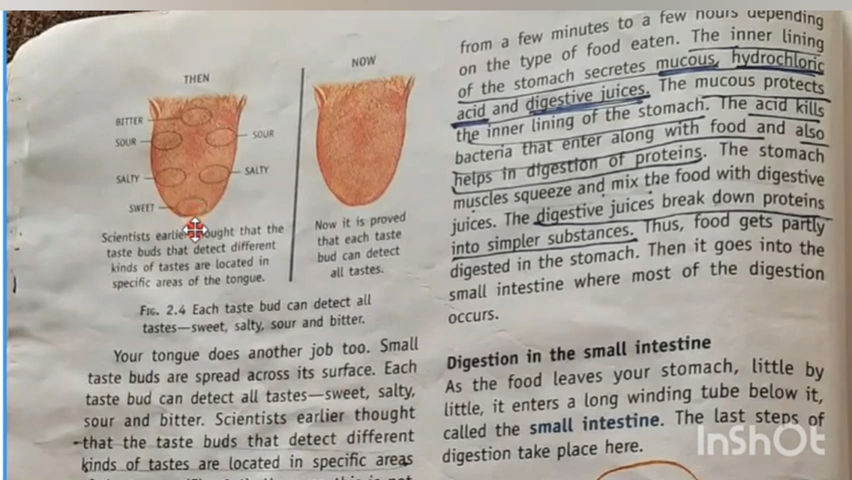 THEN
NOW
BITTER
SOUR
SOUR
SALTY
SALTY
SWEET
Scientists earlier thought that the
taste buds that detect different
kinds of tastes are located in
specific areas of the tongue.
Now it is proved
that each taste
bud can detect
all tastes.
FIG. 2.4 Each taste bud can detect all
tastes—sweet, salty, sour and bitter.
Your tongue does another job too. Small
taste buds are spread across its surface. Each
taste bud can detect all tastes—sweet, salty,
sour and bitter. Scientists earlier thought
that the taste buds that detect different
kinds of tastes are located in specific areas
from a few minutes to a few hours depending
on the type of food eaten. The inner lining
of the stomach secretes mucous, hydrochloric
acid and digestive juices. The mucous protects
the inner lining of the stomach. The acid kills
bacteria that enter along with food and also
helps in digestion of proteins. The stomach
muscles squeeze and mix the food with digestive
juices. The digestive juices break down proteins
into simpler substances. Thus, food gets partly
digested in the stomach. Then it goes into the
small intestine where most of the digestion
occurs.
Digestion in the small intestine
As the food leaves your stomach, little by
little, it enters a long winding tube below it,
called the small intestine. The last steps of
digestion take place here.
InShOt